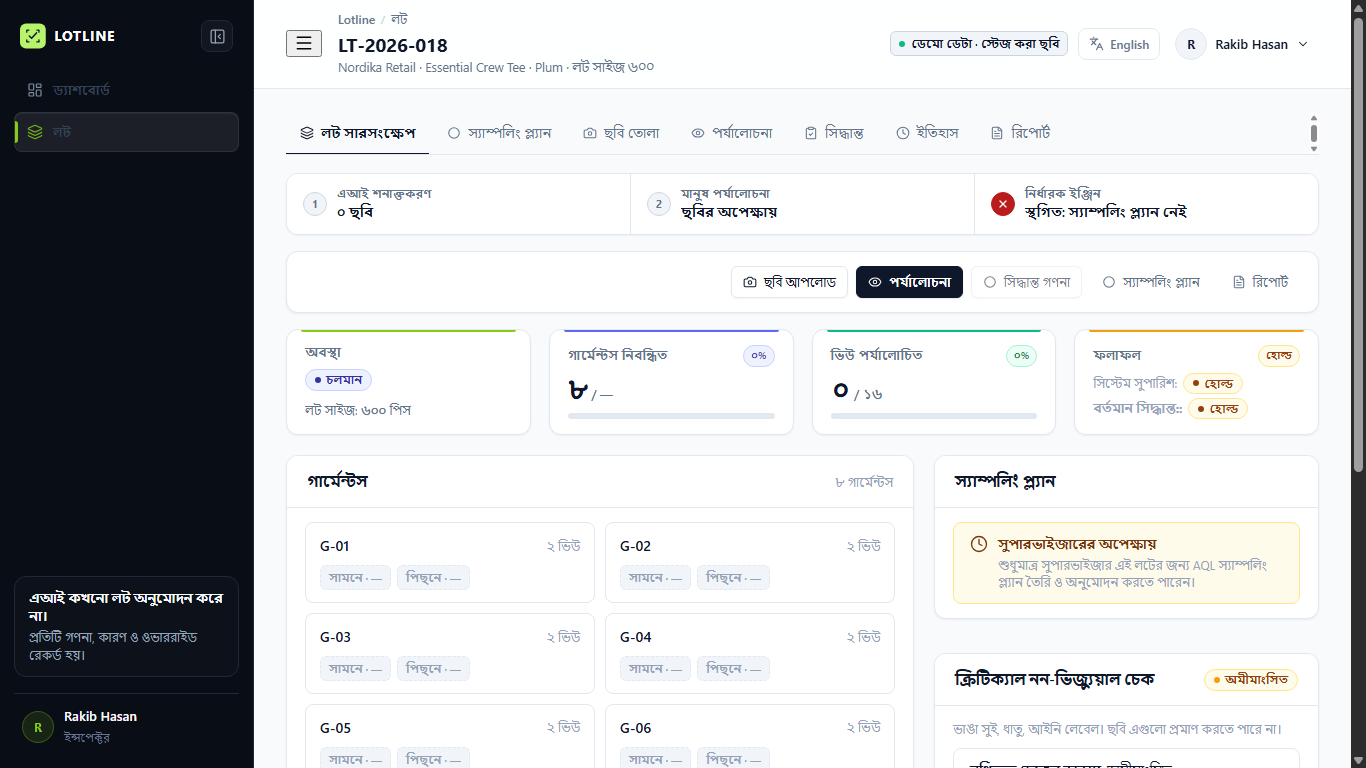 LOTLINE
ড্যাশবোর্ড
লট
এআই কখনো লট অনুমোদন করে না।
প্রতিটি গণনা, কারণ ও ওভাররাইড রেকর্ড হয়।
R
Rakib Hasan
ইন্সপেক্টর
Lotline / লট
LT-2026-018
Nordika Retail · Essential Crew Tee · Plum · লট সাইজ ৬০০
ডেমো ডেটা · স্টেজ করা ছবি
English
R Rakib Hasan
লট সারসংক্ষেপ স্যাম্পলিং প্ল্যান ছবি তোলা পর্যালোচনা সিদ্ধান্ত ইতিহাস রিপোর্ট
1 এআই শনাক্তকরণ
০ ছবি
2 মানুষ পর্যালোচনা
ছবির অপেক্ষায়
নির্ধারক ইঞ্জিন
স্থগিত: স্যাম্পলিং প্ল্যান নেই
ছবি আপলোড পর্যালোচনা সিদ্ধান্ত গণনা স্যাম্পলিং প্ল্যান রিপোর্ট
অবস্থা
চলমান
লট সাইজ: ৬০০ পিস
গার্মেন্টস নিবন্ধিত ০%
৮ / —
ভিউ পর্যালোচিত ০%
০ / ১৬
ফলাফল হোল্ড
সিস্টেম সুপারিশ: হোল্ড
বর্তমান সিদ্ধান্ত:: হোল্ড
গার্মেন্টস ৮ গার্মেন্টস
G-01 ২ ভিউ
সামনে · — পিছনে · —
G-02 ২ ভিউ
সামনে · — পিছনে · —
G-03 ২ ভিউ
সামনে · — পিছনে · —
G-04 ২ ভিউ
সামনে · — পিছনে · —
G-05 ২ ভিউ
সামনে · — পিছনে · —
G-06 ২ ভিউ
সামনে · — পিছনে · —
স্যাম্পলিং প্ল্যান
সুপারভাইজারের অপেক্ষায়
শুধুমাত্র সুপারভাইজার এই লটের জন্য AQL স্যাম্পলিং
প্ল্যান তৈরি ও অনুমোদন করতে পারেন।
ক্রিটিক্যাল নন-ভিজ্যুয়াল চেক অমীমাংসিত
ভাঙা সুই, ধাতু, আইনি লেবেল। ছবি এগুলো প্রমাণ করতে পারে না।